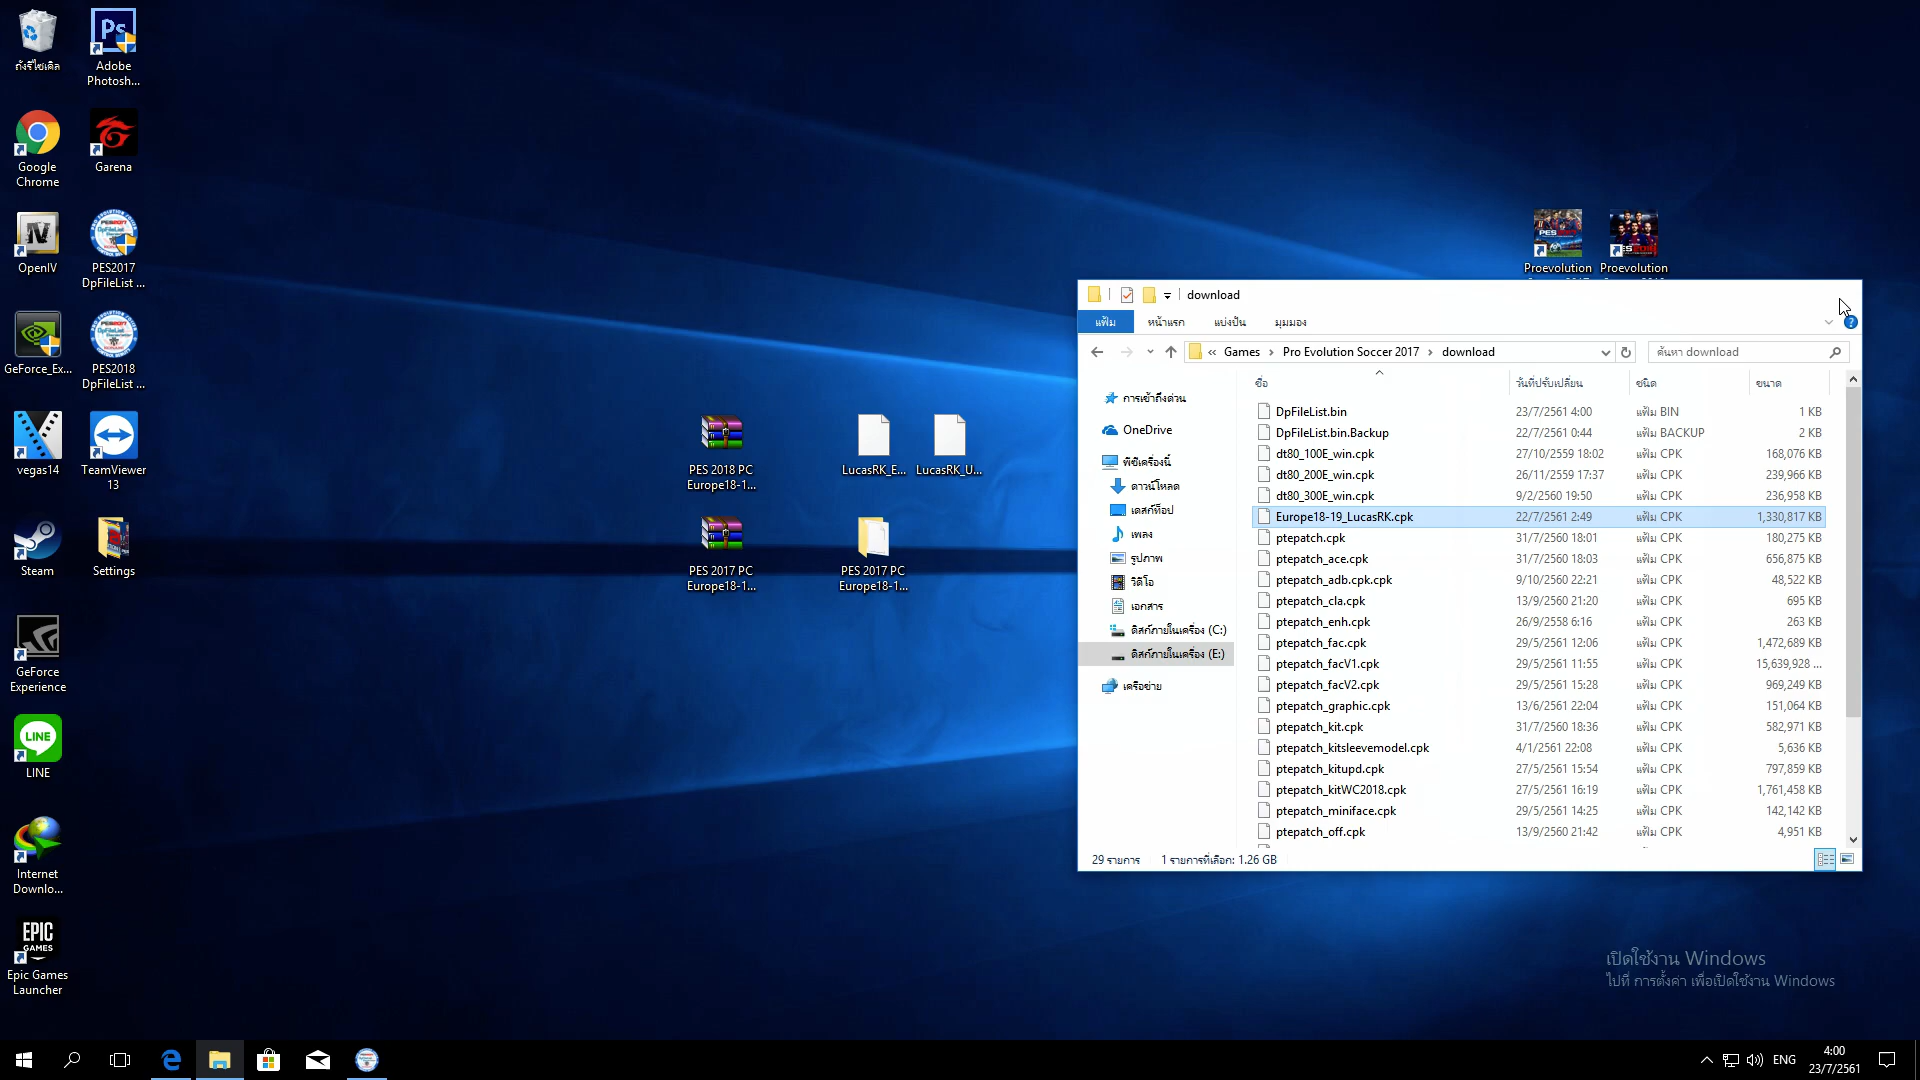 ถังรีไซเคิล
Adobe
Photosh...
Google
Chrome
Garena
OpenIV
PES2017
DpFileList ...
GeForce_Ex...
PES2018
DpFileList ...
vegas14
TeamViewer
13
Steam
Settings
GeForce
Experience
LINE
Internet
Downlo...
Epic Games
Launcher
PES 2018 PC
Europe18-1...
LucasRK_E...
LucasRK_U...
PES 2017 PC
Europe18-1...
PES 2017 PC
Europe18-1...
Proevolution
Proevolution
download
แฟ้ม
หน้าแรก
แบ่งปัน
มุมมอง
« Games › Pro Evolution Soccer 2017 › download
ค้นหา download
การเข้าถึงด่วน
OneDrive
พีซีเครื่องนี้
ดาวน์โหลด
เดสก์ท็อป
เพลง
รูปภาพ
วิดีโอ
เอกสาร
ดิสก์ภายในเครื่อง (C:)
ดิสก์ภายในเครื่อง (E:)
เครือข่าย
ชื่อ วันที่ปรับเปลี่ยน ชนิด ขนาด
DpFileList.bin 23/7/2561 4:00 แฟ้ม BIN 1 KB
DpFileList.bin.Backup 22/7/2561 0:44 แฟ้ม BACKUP 2 KB
dt80_100E_win.cpk 27/10/2559 18:02 แฟ้ม CPK 168,076 KB
dt80_200E_win.cpk 26/11/2559 17:37 แฟ้ม CPK 239,966 KB
dt80_300E_win.cpk 9/2/2560 19:50 แฟ้ม CPK 236,958 KB
Europe18-19_LucasRK.cpk 22/7/2561 2:49 แฟ้ม CPK 1,330,817 KB
ptepatch.cpk 31/7/2560 18:01 แฟ้ม CPK 180,275 KB
ptepatch_ace.cpk 31/7/2560 18:03 แฟ้ม CPK 656,875 KB
ptepatch_adb.cpk.cpk 9/10/2560 22:21 แฟ้ม CPK 48,522 KB
ptepatch_cla.cpk 13/9/2560 21:20 แฟ้ม CPK 695 KB
ptepatch_enh.cpk 26/9/2558 6:16 แฟ้ม CPK 263 KB
ptepatch_fac.cpk 29/5/2561 12:06 แฟ้ม CPK 1,472,689 KB
ptepatch_facV1.cpk 29/5/2561 11:55 แฟ้ม CPK 15,639,928 ...
ptepatch_facV2.cpk 29/5/2561 15:28 แฟ้ม CPK 969,249 KB
ptepatch_graphic.cpk 13/6/2561 22:04 แฟ้ม CPK 151,064 KB
ptepatch_kit.cpk 31/7/2560 18:36 แฟ้ม CPK 582,971 KB
ptepatch_kitsleevemodel.cpk 4/1/2561 22:08 แฟ้ม CPK 5,636 KB
ptepatch_kitupd.cpk 27/5/2561 15:54 แฟ้ม CPK 797,859 KB
ptepatch_kitWC2018.cpk 27/5/2561 16:19 แฟ้ม CPK 1,761,458 KB
ptepatch_miniface.cpk 29/5/2561 14:25 แฟ้ม CPK 142,142 KB
ptepatch_off.cpk 13/9/2560 21:42 แฟ้ม CPK 4,951 KB
29 รายการ
1 รายการที่เลือก: 1.26 GB
เปิดใช้งาน Windows
ไปที่ การตั้งค่า เพื่อเปิดใช้งาน Windows
ENG
4:00
23/7/2561